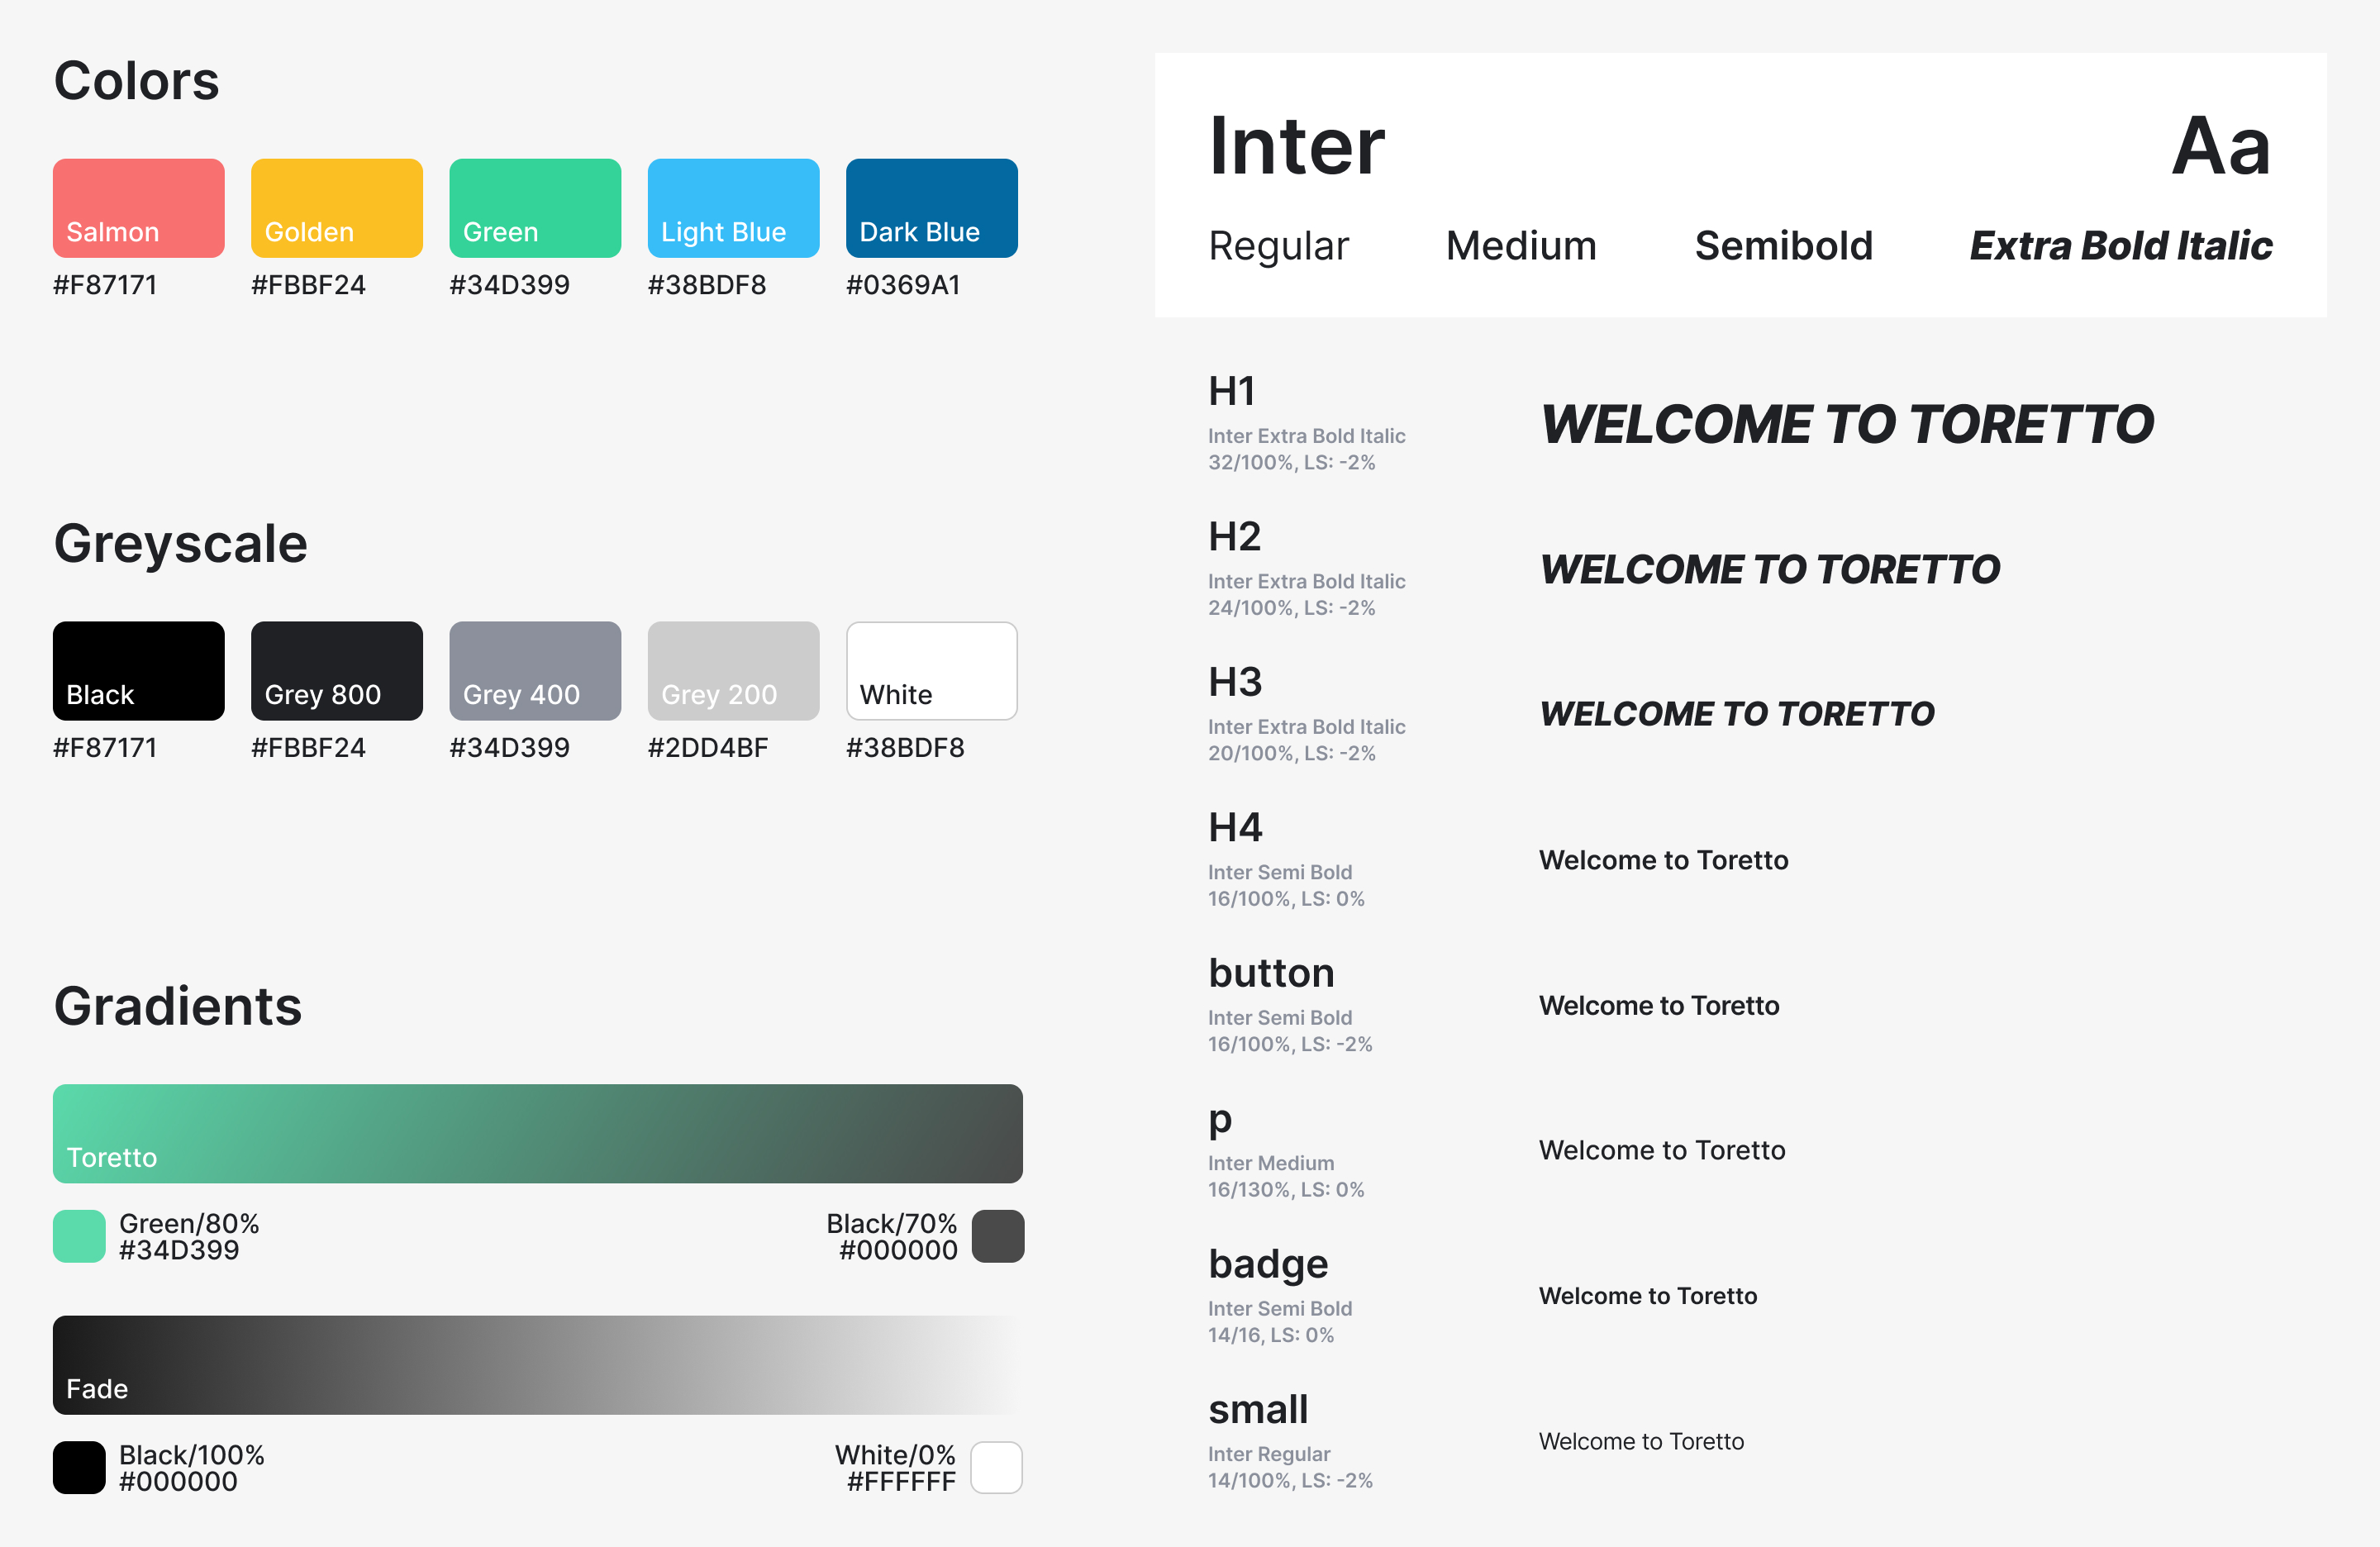 Colors
Salmon
Golden
Green
Light Blue
Dark Blue
#F87171
#FBBF24
#34D399
#38BDF8
#0369A1
Greyscale
Black
Grey 800
Grey 400
Grey 200
White
#F87171
#FBBF24
#34D399
#2DD4BF
#38BDF8
Gradients
Toretto
Green/80%
#34D399
Black/70%
#000000
Fade
Black/100%
#000000
White/0%
#FFFFFF
Inter
Aa
Regular
Medium
Semibold
Extra Bold Italic
H1
Inter Extra Bold Italic
32/100%, LS: -2%
WELCOME TO TORETTO
H2
Inter Extra Bold Italic
24/100%, LS: -2%
WELCOME TO TORETTO
H3
Inter Extra Bold Italic
20/100%, LS: -2%
WELCOME TO TORETTO
H4
Inter Semi Bold
16/100%, LS: 0%
Welcome to Toretto
button
Inter Semi Bold
16/100%, LS: -2%
Welcome to Toretto
p
Inter Medium
16/130%, LS: 0%
Welcome to Toretto
badge
Inter Semi Bold
14/16, LS: 0%
Welcome to Toretto
small
Inter Regular
14/100%, LS: -2%
Welcome to Toretto